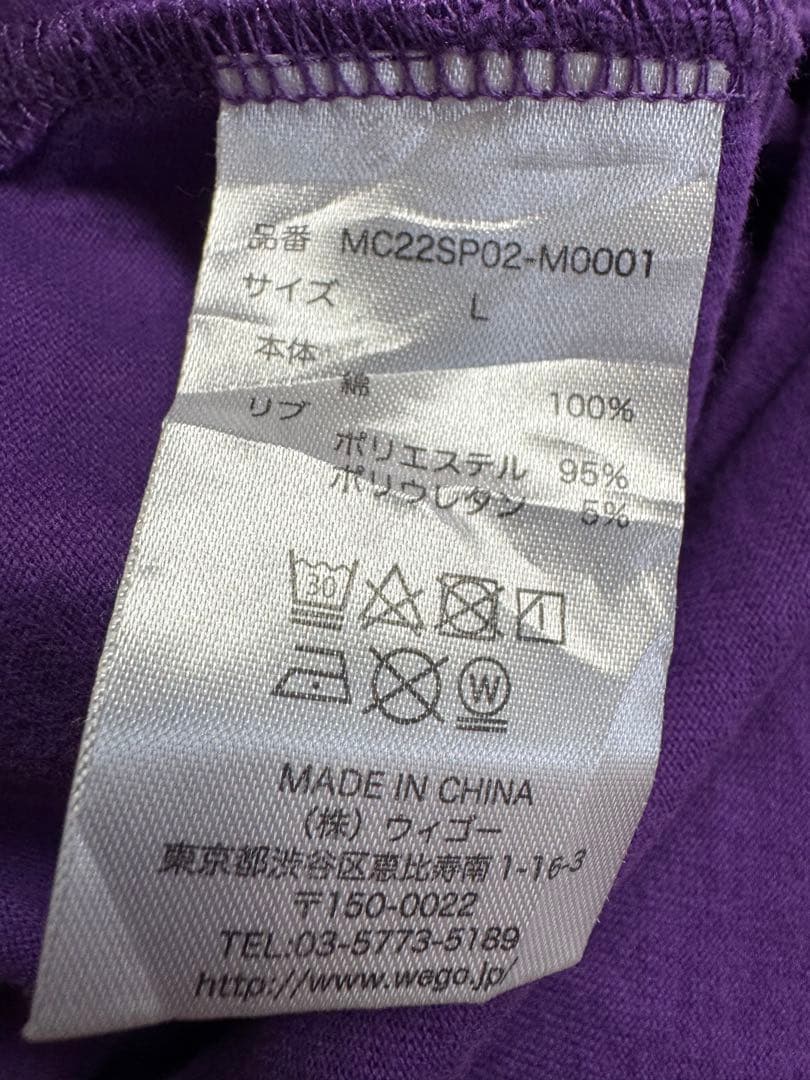 品番 MC22SP02-M0001
サイズ L
本体 綿 100%
リブ ポリエステル 95%
ポリウレタン 5%
30
W
MADE IN CHINA
（株）ウィゴー
東京都渋谷区恵比寿南1-16-3
〒150-0022
TEL:03-5773-5189
http://www.wego.jp/